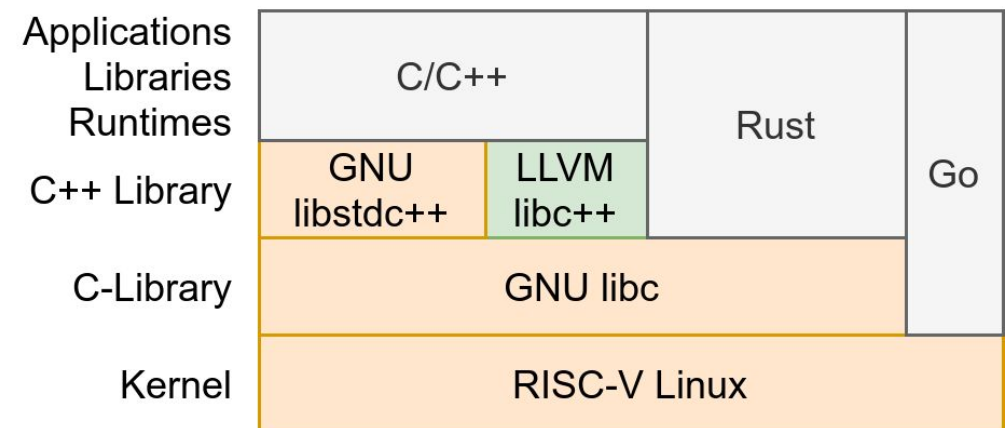 Applications
Libraries
Runtimes
C/C++
Rust
Go
C++ Library
GNU
libstdc++
LLVM
libc++
C-Library
GNU libc
Kernel
RISC-V Linux